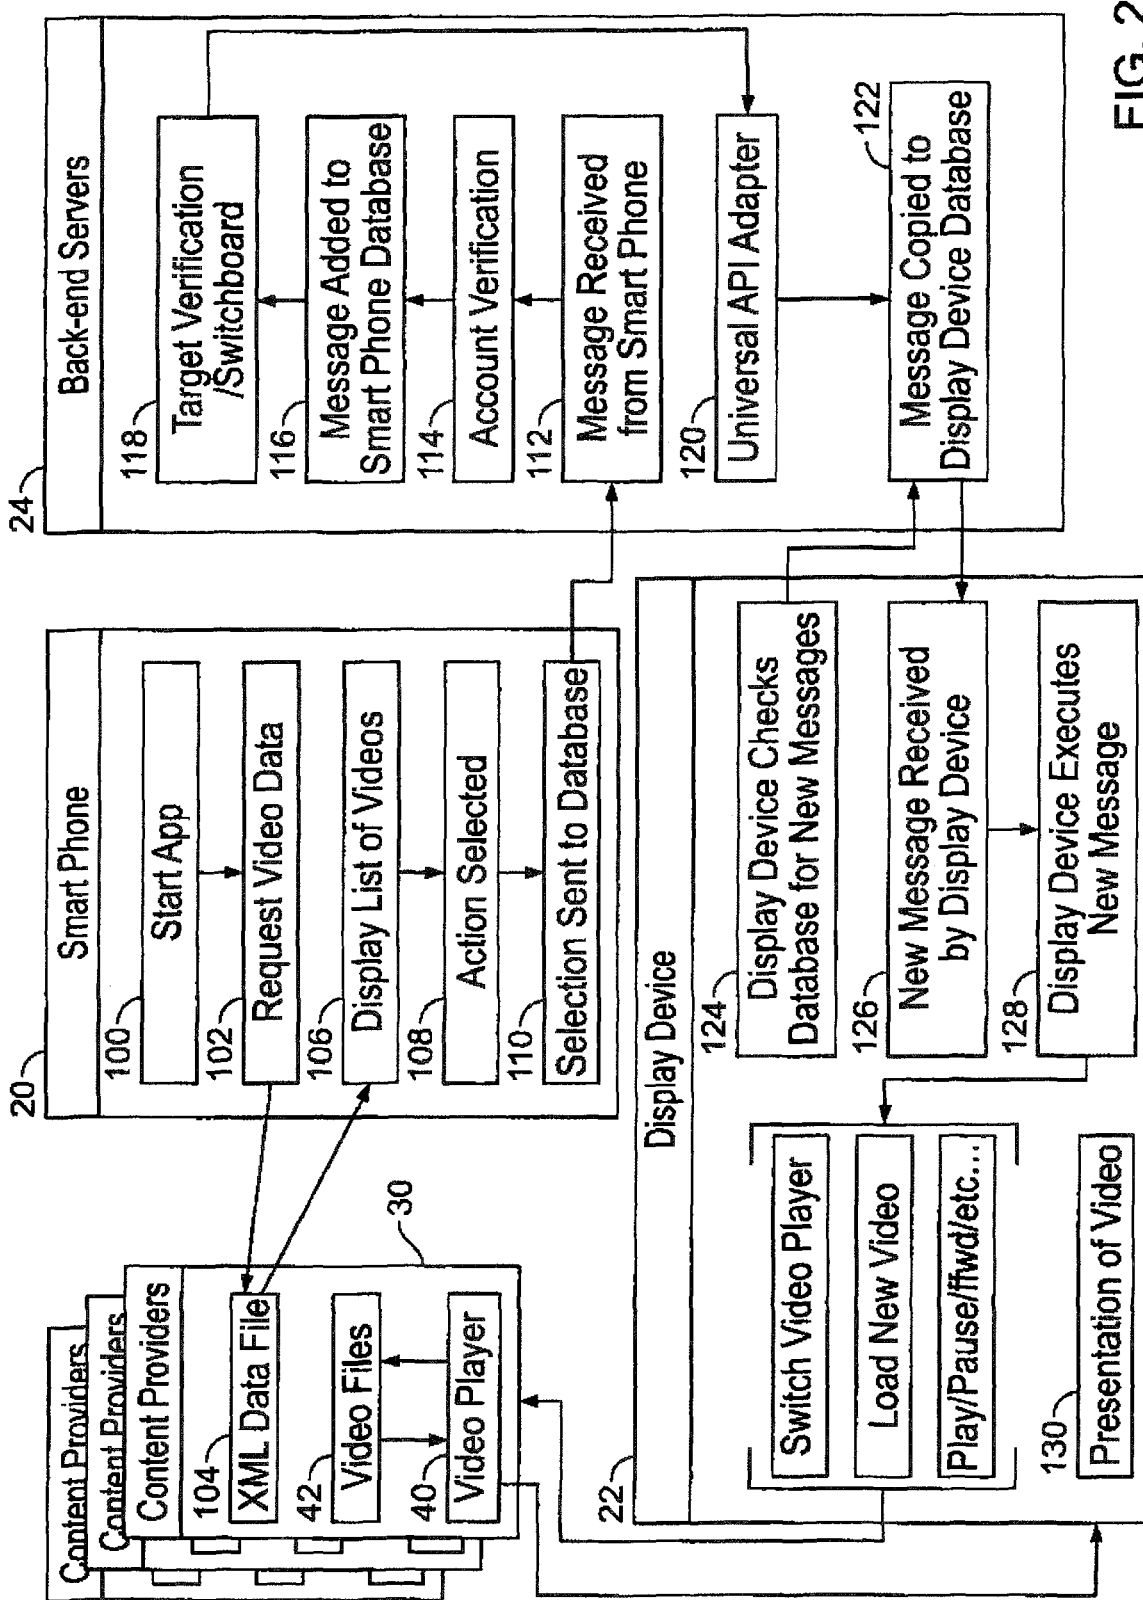 Content Providers
Content Providers
Content Providers
104
XML Data File
42
Video Files
40
Video Player
30
20
Smart Phone
100
Start App
102
Request Video Data
106
Display List of Videos
108
Action Selected
110
Selection Sent to Database
24
Back-end Servers
118
Target Verification
/Switchboard
116
Message Added to
Smart Phone Database
114
Account Verification
112
Message Received
from Smart Phone
120
Universal API Adapter
122
Message Copied to
Display Device Database
22
Display Device
Switch Video Player
Load New Video
Play/Pause/ffwd/etc...
130
Presentation of Video
124
Display Device Checks
Database for New Messages
126
New Message Received
by Display Device
128
Display Device Executes
New Message
FIG. 2